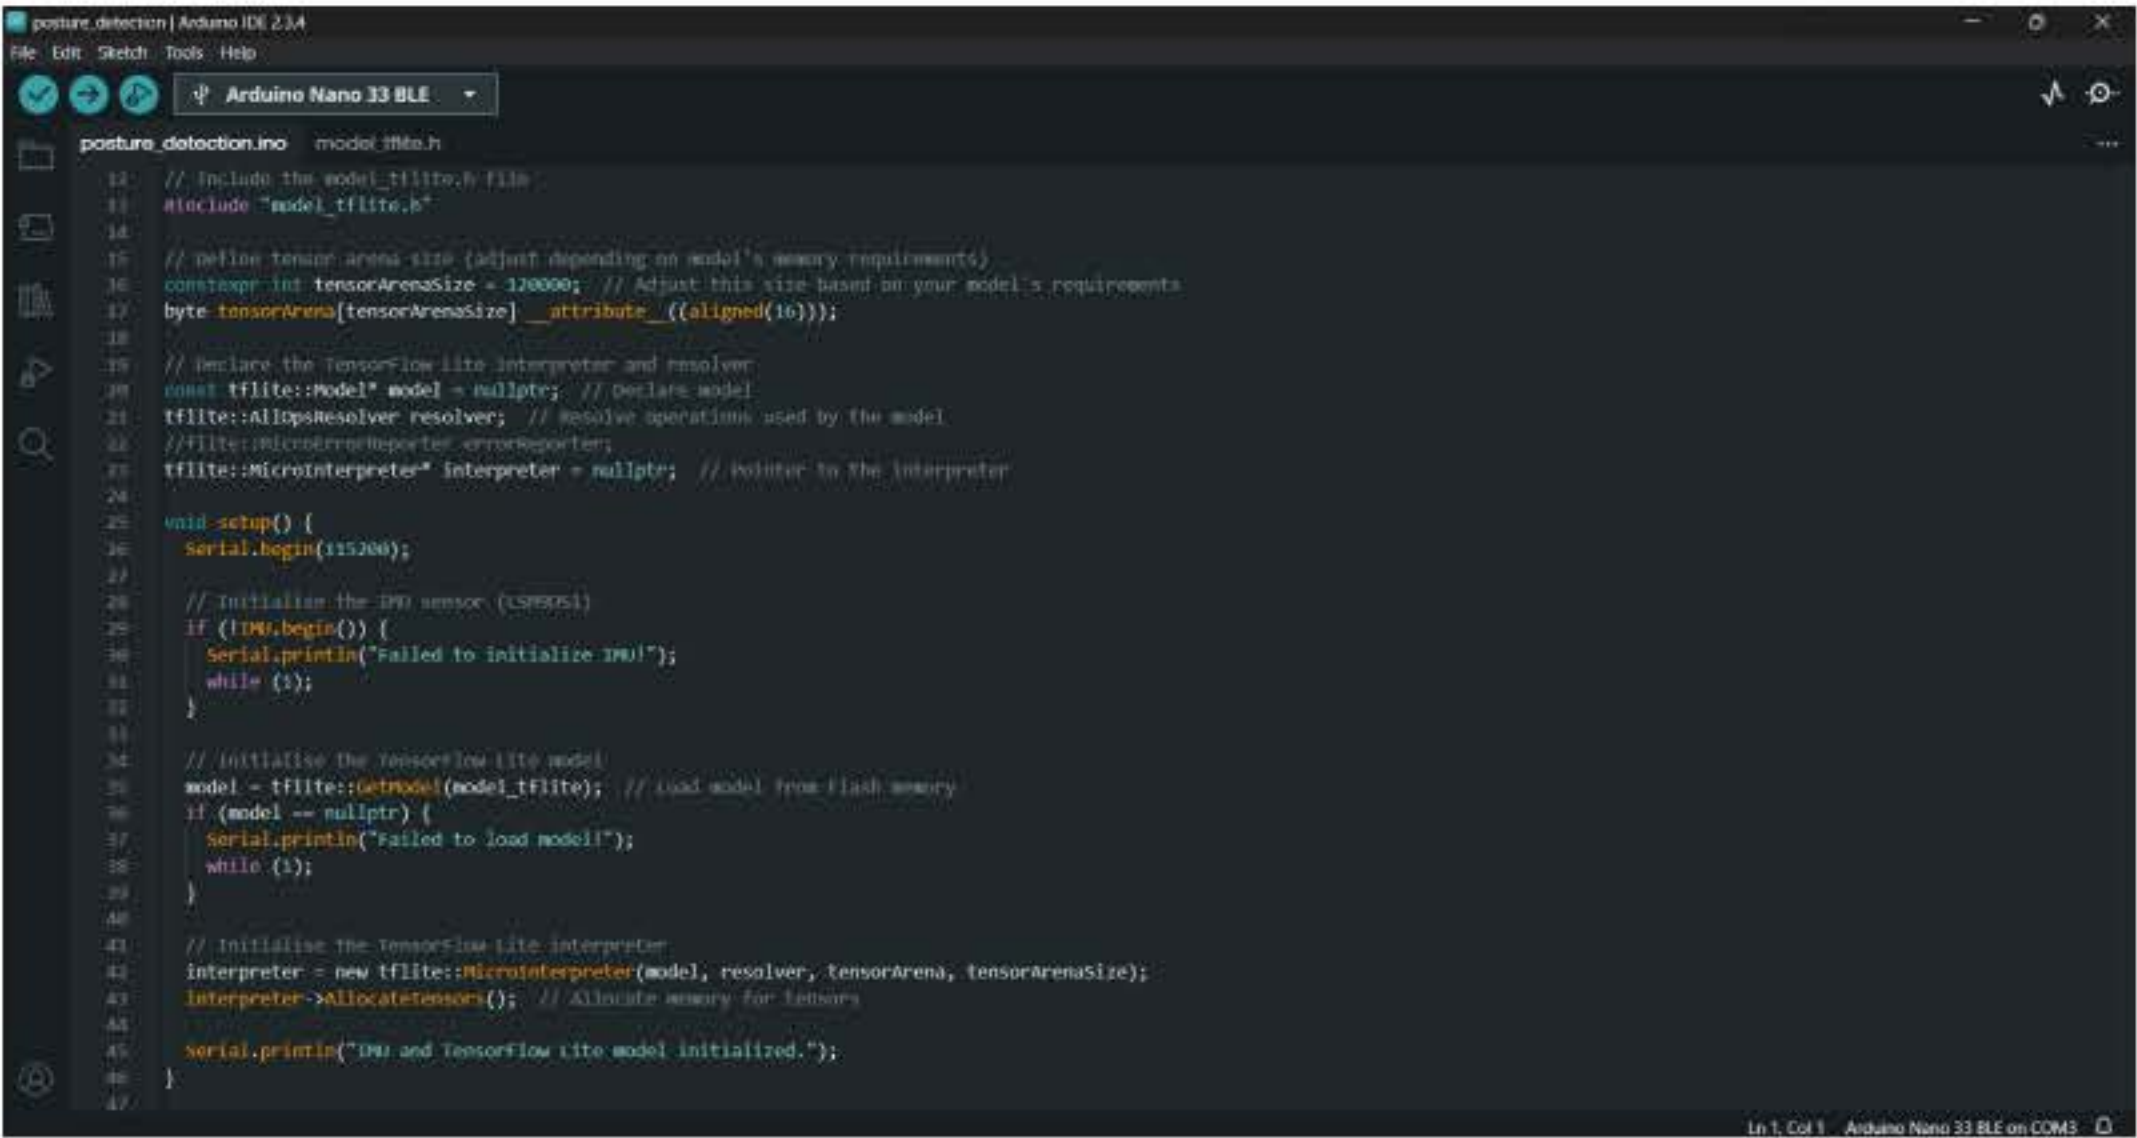 posture_detection | Arduino IDE 2.3.4
File Edit Sketch Tools Help
Arduino Nano 33 BLE
posture_detection.ino model_tflite.h
12 // Include the model_tflite.h file
13 #include "model_tflite.h"
14
15 // Define tensor arena size (adjust depending on model's memory requirements)
16 constexpr int tensorArenaSize = 120000; // Adjust this size based on your model's requirements
17 byte tensorArena[tensorArenaSize] __attribute__((aligned(16)));
18
19 // Declare the TensorFlow Lite interpreter and resolver
20 const tflite::Model* model = nullptr; // Declare model
21 tflite::AllOpsResolver resolver; // Resolve operations used by the model
22 //tflite::MicroErrorReporter errorReporter;
23 tflite::MicroInterpreter* interpreter = nullptr; // Pointer to the interpreter
24
25 void setup() {
26 Serial.begin(115200);
27
28 // Initialise the IMU sensor (LSM9DS1)
29 if (!IMU.begin()) {
30 Serial.println("Failed to initialize IMU!");
31 while (1);
32 }
33
34 // Initialise the TensorFlow Lite model
35 model = tflite::GetModel(model_tflite); // Load model from flash memory
36 if (model == nullptr) {
37 Serial.println("Failed to load model!");
38 while (1);
39 }
40
41 // Initialise the TensorFlow Lite interpreter
42 interpreter = new tflite::MicroInterpreter(model, resolver, tensorArena, tensorArenaSize);
43 interpreter->AllocateTensors(); // Allocate memory for tensors
44
45 Serial.println("IMU and TensorFlow Lite model initialized.");
46 }
47
Ln 1, Col 1 Arduino Nano 33 BLE on COM3